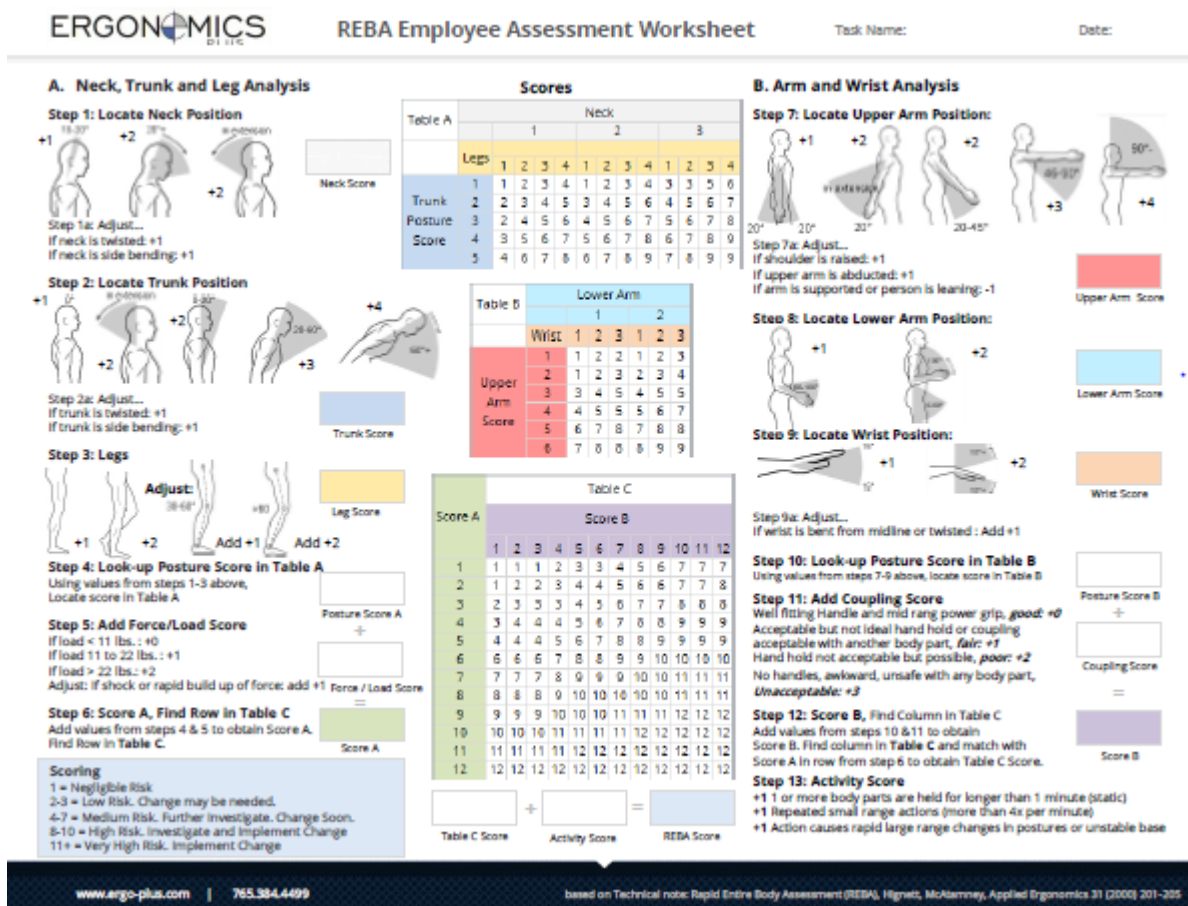 ERGONOMICS
PLUS
REBA Employee Assessment Worksheet
Task Name:
Date:
A. Neck, Trunk and Leg Analysis
Step 1: Locate Neck Position
+1
+2
in extension
+2
Neck Score
Step 1a: Adjust...
If neck is twisted: +1
If neck is side bending: +1
Step 2: Locate Trunk Position
+1
0°
in extension
+2
+2
+3
+4
Step 2a: Adjust...
If trunk is twisted: +1
If trunk is side bending: +1
Trunk Score
Step 3: Legs
Adjust:
30-60°
>60
+1
+2
Add +1
Add +2
Leg Score
Step 4: Look-up Posture Score in Table A
Using values from steps 1-3 above,
Locate score in Table A
Posture Score A
+
Step 5: Add Force/Load Score
If load < 11 lbs. : +0
If load 11 to 22 lbs. : +1
If load > 22 lbs.: +2
Adjust: If shock or rapid build up of force: add +1
Force / Load Score
=
Step 6: Score A, Find Row in Table C
Add values from steps 4 & 5 to obtain Score A.
Find Row in Table C.
Score A
Scoring
1 = Negligible Risk
2-3 = Low Risk. Change may be needed.
4-7 = Medium Risk. Further Investigate. Change Soon.
8-10 = High Risk. Investigate and Implement Change
11+ = Very High Risk. Implement Change
Scores
Table A
Neck
1 2 3
Legs 1 2 3 4 1 2 3 4 1 2 3 4
Trunk Posture Score
1 1 2 3 4 1 2 3 4 3 3 5 6
2 2 3 4 5 3 4 5 6 4 5 6 7
3 2 4 5 6 4 5 6 7 5 6 7 8
4 3 5 6 7 5 6 7 8 6 7 8 9
5 4 6 7 8 6 7 8 9 7 8 9 9
Table B
Lower Arm
1 2
Wrist 1 2 3 1 2 3
Upper Arm Score
1 1 2 2 1 2 3
2 1 2 3 2 3 4
3 3 4 5 4 5 5
4 4 5 5 5 6 7
5 6 7 8 7 8 8
6 7 8 8 8 9 9
Table C
Score A
Score B
1 2 3 4 5 6 7 8 9 10 11 12
1 1 1 1 2 3 3 4 5 6 7 7 7
2 1 2 2 3 4 4 5 6 6 7 7 8
3 2 3 3 3 4 5 6 7 7 8 8 8
4 3 4 4 4 5 6 7 8 8 9 9 9
5 4 4 4 5 6 7 8 8 9 9 9 9
6 6 6 6 7 8 8 9 9 10 10 10 10
7 7 7 7 8 9 9 9 10 10 11 11 11
8 8 8 8 9 10 10 10 10 10 11 11 11
9 9 9 9 10 10 10 11 11 11 12 12 12
10 10 10 10 11 11 11 11 12 12 12 12 12
11 11 11 11 11 12 12 12 12 12 12 12 12
12 12 12 12 12 12 12 12 12 12 12 12 12
+
=
Table C Score
Activity Score
REBA Score
B. Arm and Wrist Analysis
Step 7: Locate Upper Arm Position:
+1
+2
in extension
+2
+3
90°-
+4
20°
20°
20°
20-45°
Step 7a: Adjust...
If shoulder is raised: +1
If upper arm is abducted: +1
If arm is supported or person is leaning: -1
Upper Arm Score
Step 8: Locate Lower Arm Position:
+1
+2
Lower Arm Score
Step 9: Locate Wrist Position:
+1
+2
Wrist Score
Step 9a: Adjust...
If wrist is bent from midline or twisted : Add +1
Step 10: Look-up Posture Score in Table B
Using values from steps 7-9 above, locate score in Table B
Posture Score B
+
Step 11: Add Coupling Score
Well fitting Handle and mid rang power grip, good: +0
Acceptable but not ideal hand hold or coupling
acceptable with another body part, fair: +1
Hand hold not acceptable but possible, poor: +2
No handles, awkward, unsafe with any body part,
Unacceptable: +3
Coupling Score
=
Step 12: Score B, Find Column in Table C
Add values from steps 10 &11 to obtain
Score B. Find column in Table C and match with
Score A in row from step 6 to obtain Table C Score.
Score B
Step 13: Activity Score
+1 1 or more body parts are held for longer than 1 minute (static)
+1 Repeated small range actions (more than 4x per minute)
+1 Action causes rapid large range changes in postures or unstable base
www.ergo-plus.com | 765.384.4499
based on Technical note: Rapid Entire Body Assessment (REBA), Hignett, McAtamney, Applied Ergonomics 31 (2000) 201-205